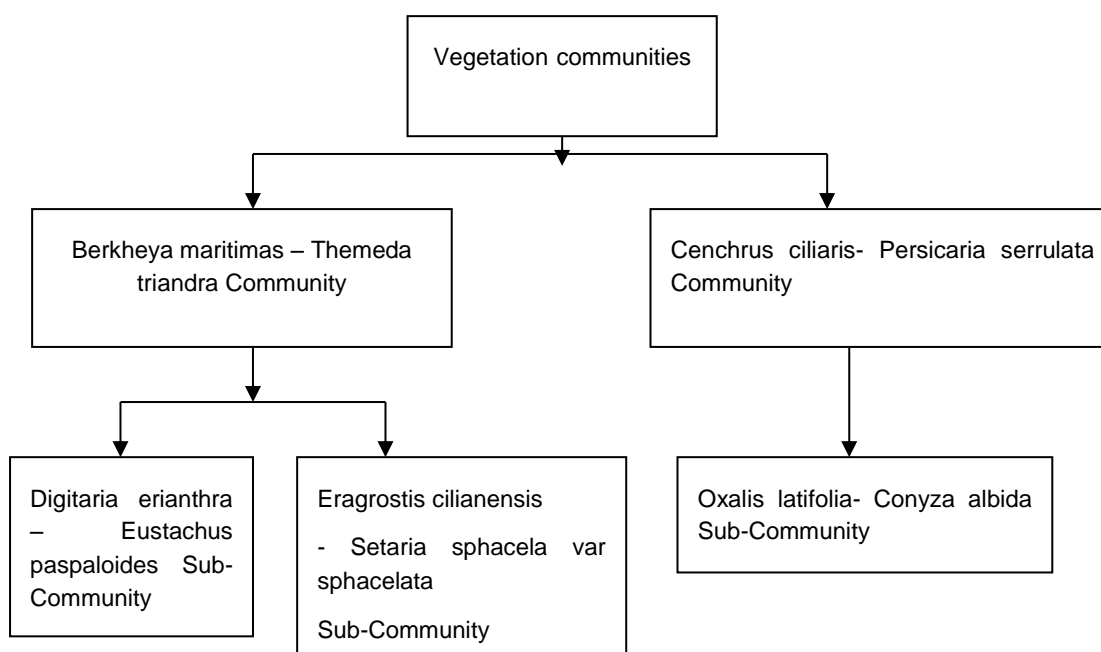 Vegetation communities
Berkheya maritimas – Themeda
triandra Community
Cenchrus ciliaris- Persicaria serrulata
Community
Digitaria erianthra
– Eustachus
paspaloides Sub-
Community
Eragrostis cilianensis
- Setaria sphacela var
sphacelata
Sub-Community
Oxalis latifolia- Conyza albida
Sub-Community